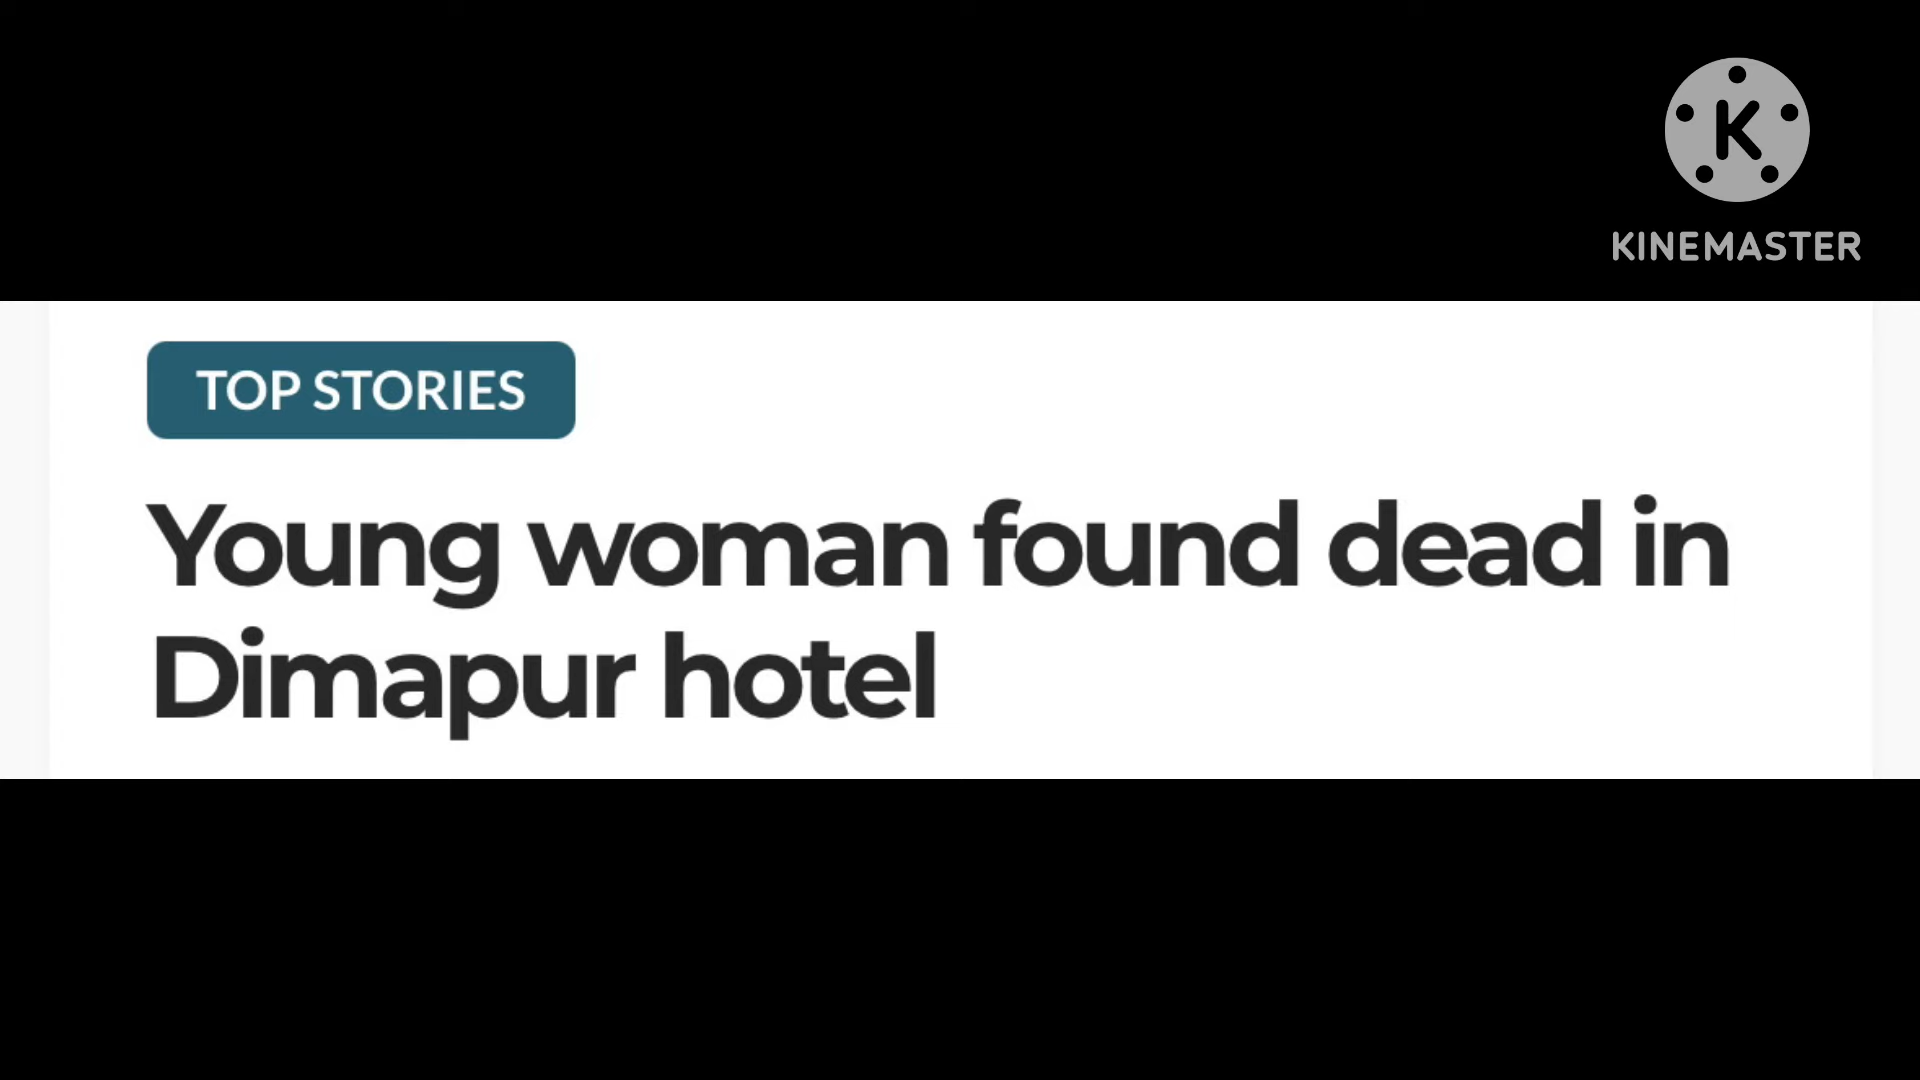 K
KINEMASTER
TOP STORIES
Young woman found dead in
Dimapur hotel